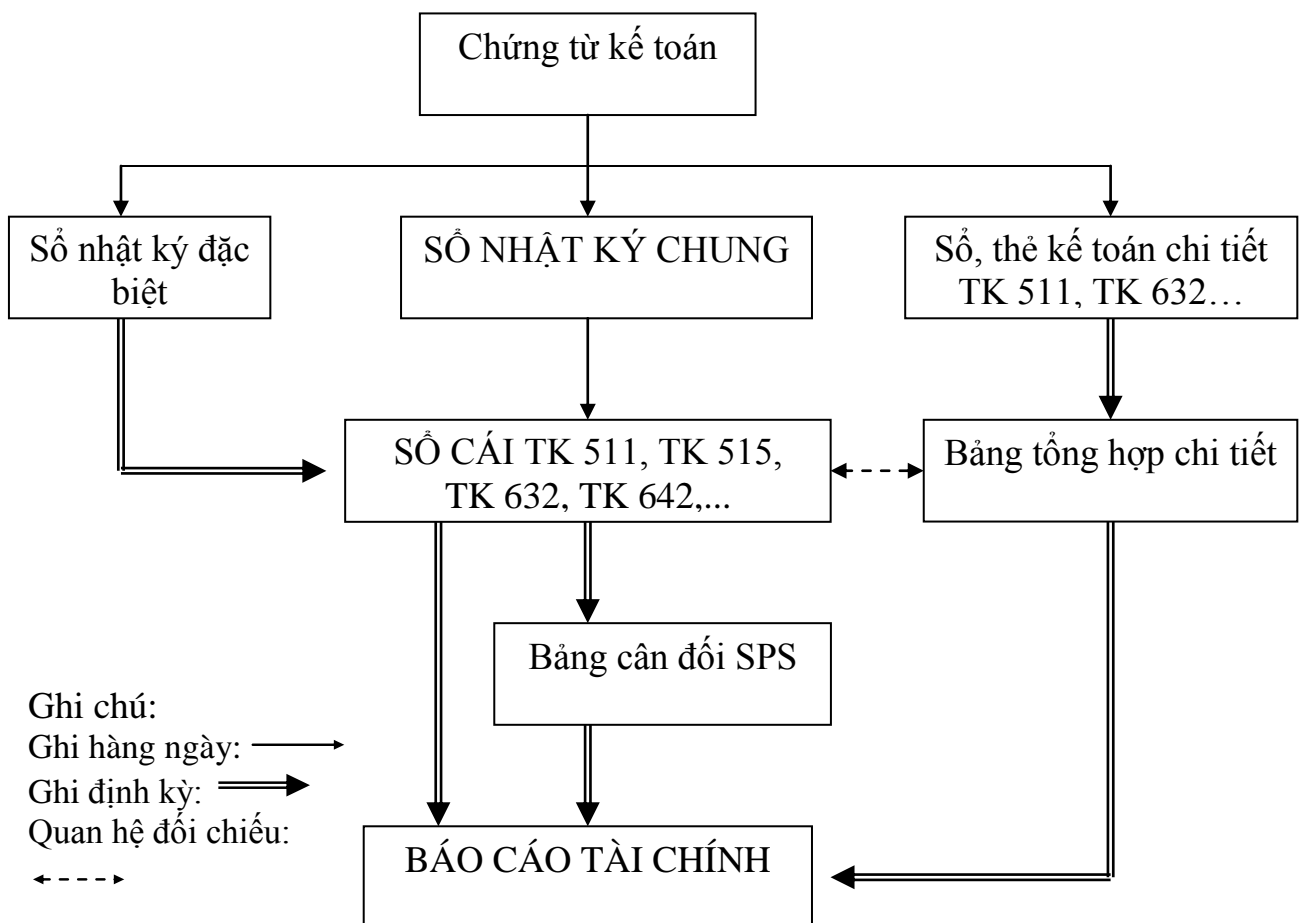 Chứng từ kế toán
Sổ nhật ký đặc
biệt
SỔ NHẬT KÝ CHUNG
Sổ, thẻ kế toán chi tiết
TK 511, TK 632…
SỔ CÁI TK 511, TK 515,
TK 632, TK 642,...
Bảng tổng hợp chi tiết
Bảng cân đối SPS
Ghi chú:
Ghi hàng ngày:
Ghi định kỳ:
Quan hệ đối chiếu:
BÁO CÁO TÀI CHÍNH